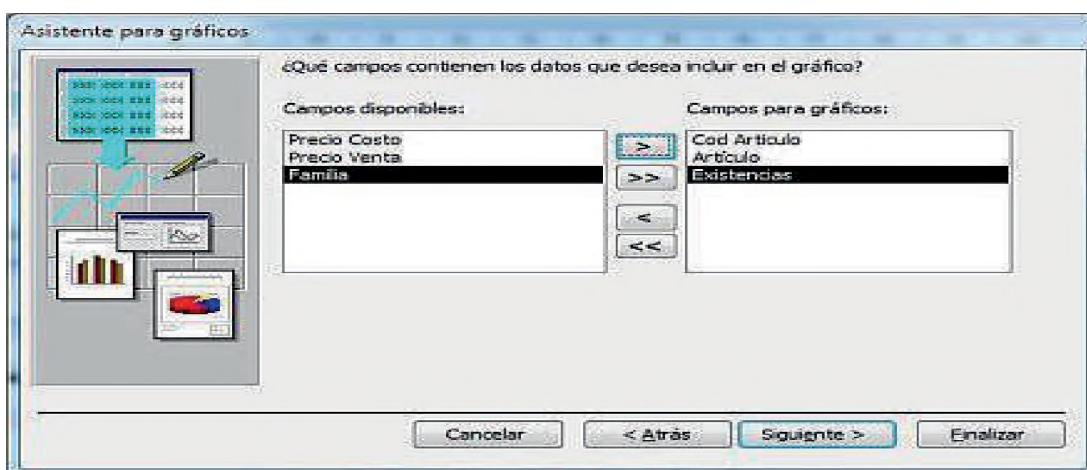 Asistente para gráficos
¿Qué campos contienen los datos que desea incluir en el gráfico?
Campos disponibles:
Precio Costo
Precio Venta
Familia
>
>>
<
<<
Campos para gráficos:
Cod Articulo
Artículo
Existencias
Cancelar
< Atrás
Siguiente >
Finalizar